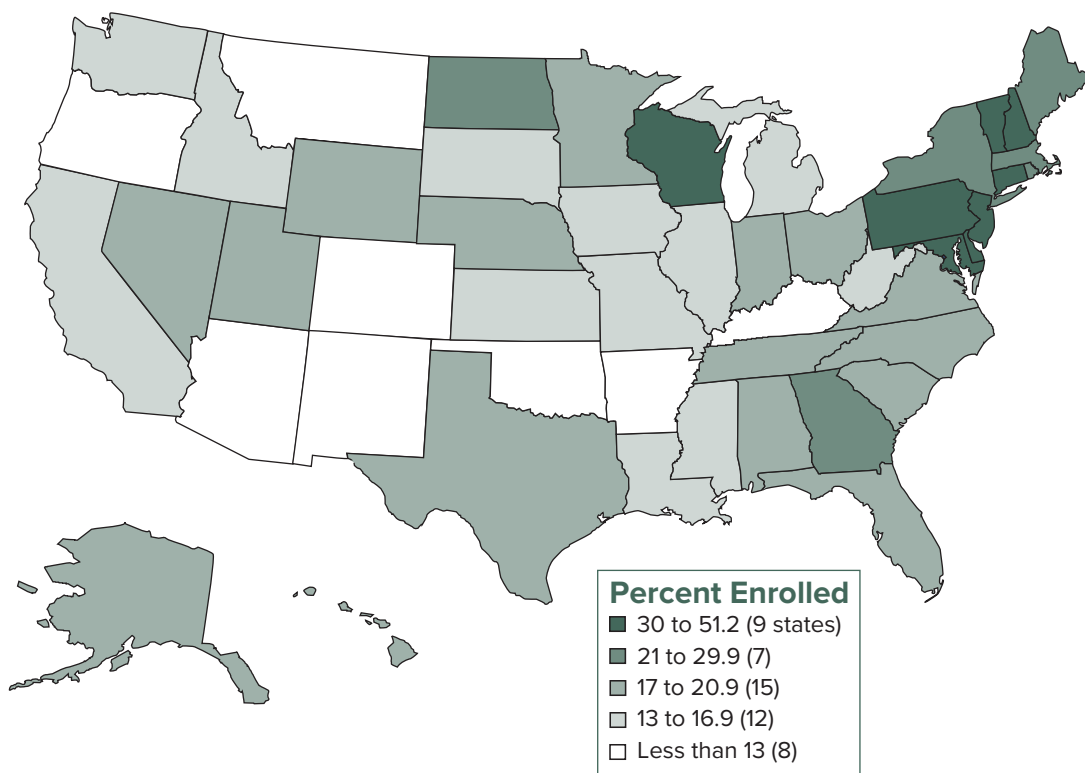 Percent Enrolled
30 to 51.2 (9 states)
21 to 29.9 (7)
17 to 20.9 (15)
13 to 16.9 (12)
Less than 13 (8)